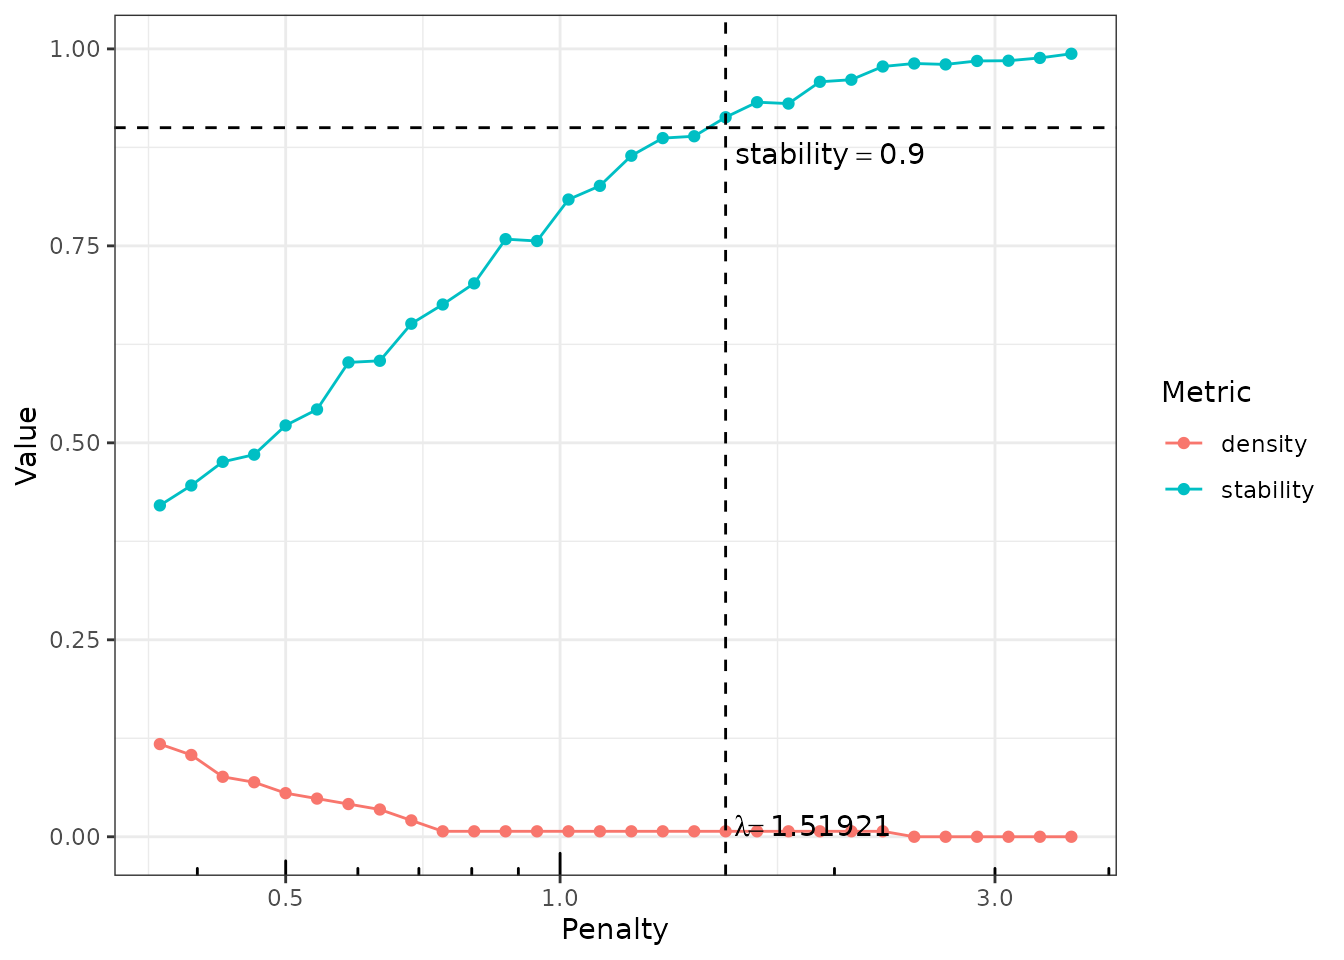 1.00
stability = 0.9
0.75
Metric
density
Value
0.50
stability
0.25
λ= 1.51921
0.00
0.5
1.0
3.0
Penalty